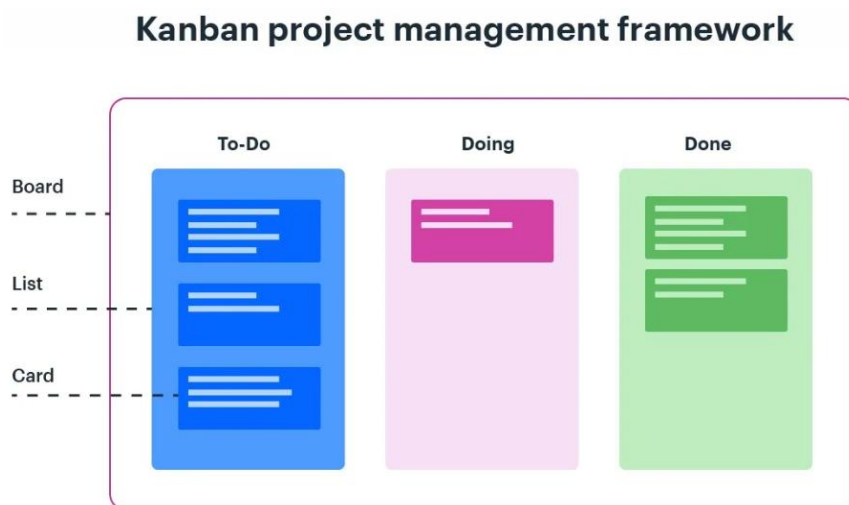 Kanban project management framework
To-Do
Doing
Done
Board
List
Card